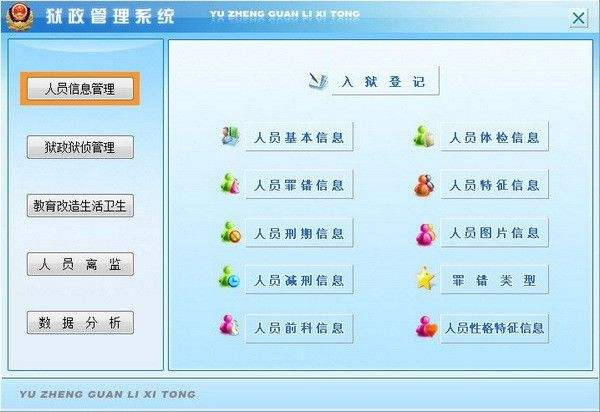 狱政管理系统 YU ZHENG GUAN LI XI TONG
人员信息管理
狱政狱侦管理
教育改造生活卫生
人员离监
数据分析
入狱登记
人员基本信息 人员体检信息
人员罪错信息 人员特征信息
人员刑期信息 人员图片信息
人员减刑信息 罪错类型
人员前科信息 人员性格特征信息
YU ZHENG GUAN LI XI TONG